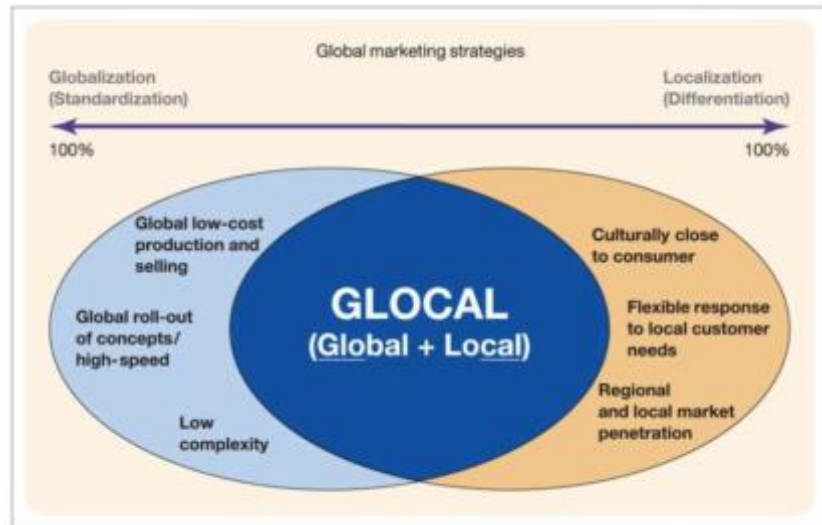 Global marketing strategies
Globalization
(Standardization)
Localization
(Differentiation)
100%
100%
Global low-cost
production and
selling
Global roll-out
of concepts/
high-speed
Low
complexity
GLOCAL
(Global + Local)
Culturally close
to consumer
Flexible response
to local customer
needs
Regional
and local market
penetration